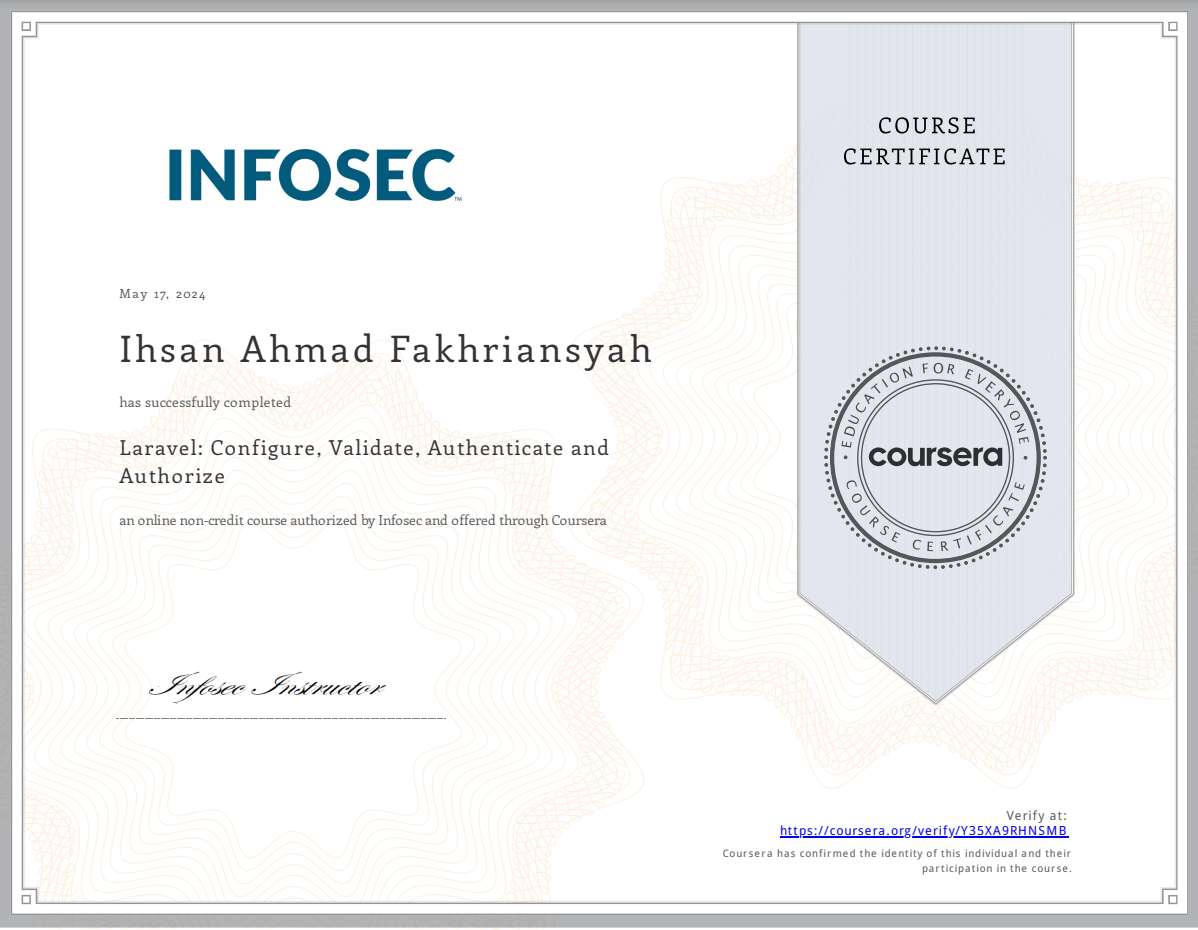 INFOSEC™
COURSE
CERTIFICATE
May 17, 2024
Ihsan Ahmad Fakhriansyah
has successfully completed
Laravel: Configure, Validate, Authenticate and
Authorize
an online non-credit course authorized by Infosec and offered through Coursera
EDUCATION FOR EVERYONE
coursera
COURSE CERTIFICATE
Infosec Instructor
Verify at:
https://coursera.org/verify/Y35XA9RHNSMB
Coursera has confirmed the identity of this individual and their
participation in the course.